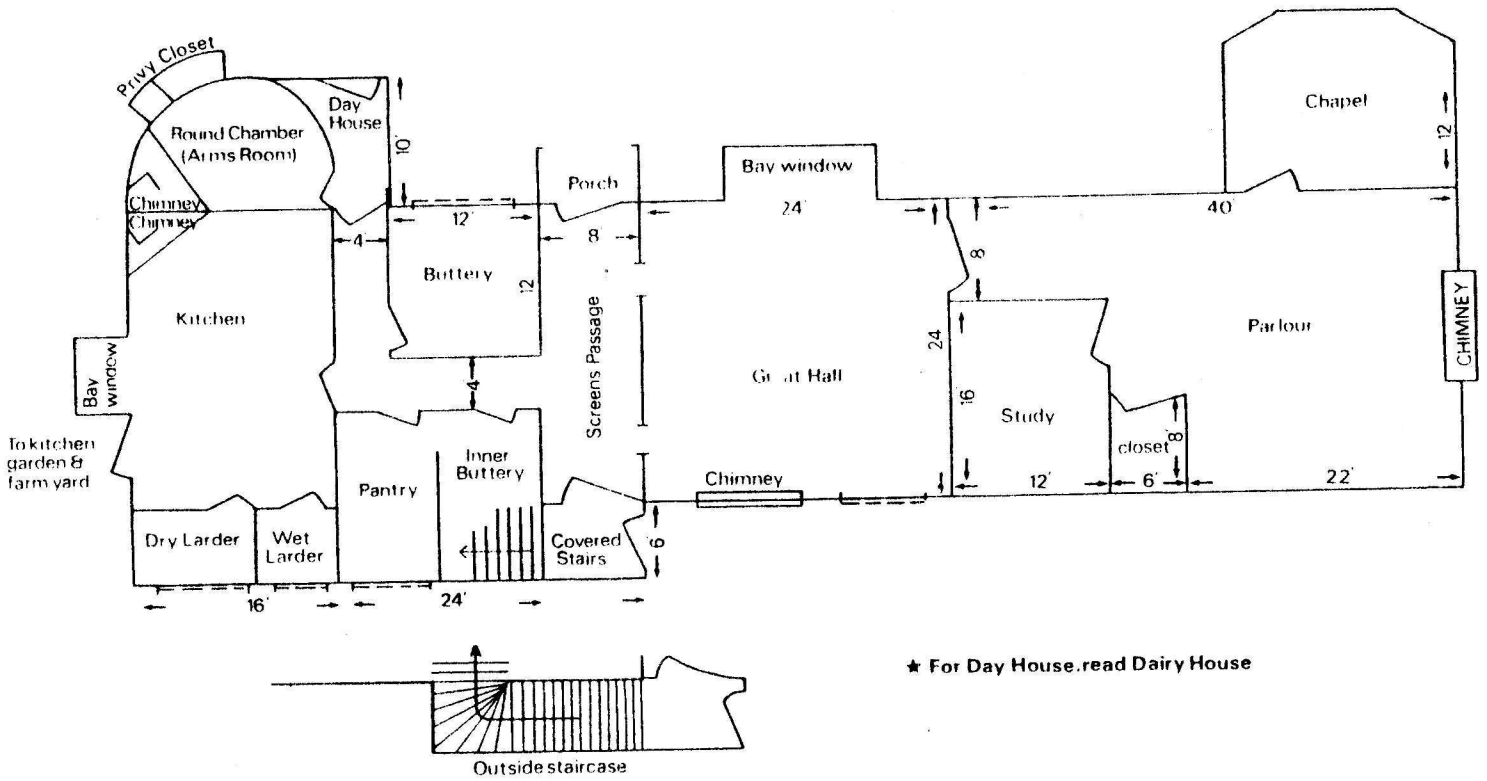 Privy Closet
Day
House
10'
Round Chamber
(Arms Room)
Chapel
12
Bay window
Porch
Chimney
Chimney
4'
12'
8'
24'
40'
8
Buttery
12
Kitchen
Screens Passage
Parlour
CHIMNEY
24
Great Hall
4
Bay
window
16
Study
closet
8'
To kitchen
garden &
farm yard
Inner
Buttery
Pantry
Chimney
12'
6'
22'
Dry Larder
Wet
Larder
Covered
Stairs
6
16'
24'
★ For Day House.read Dairy House
Outside staircase